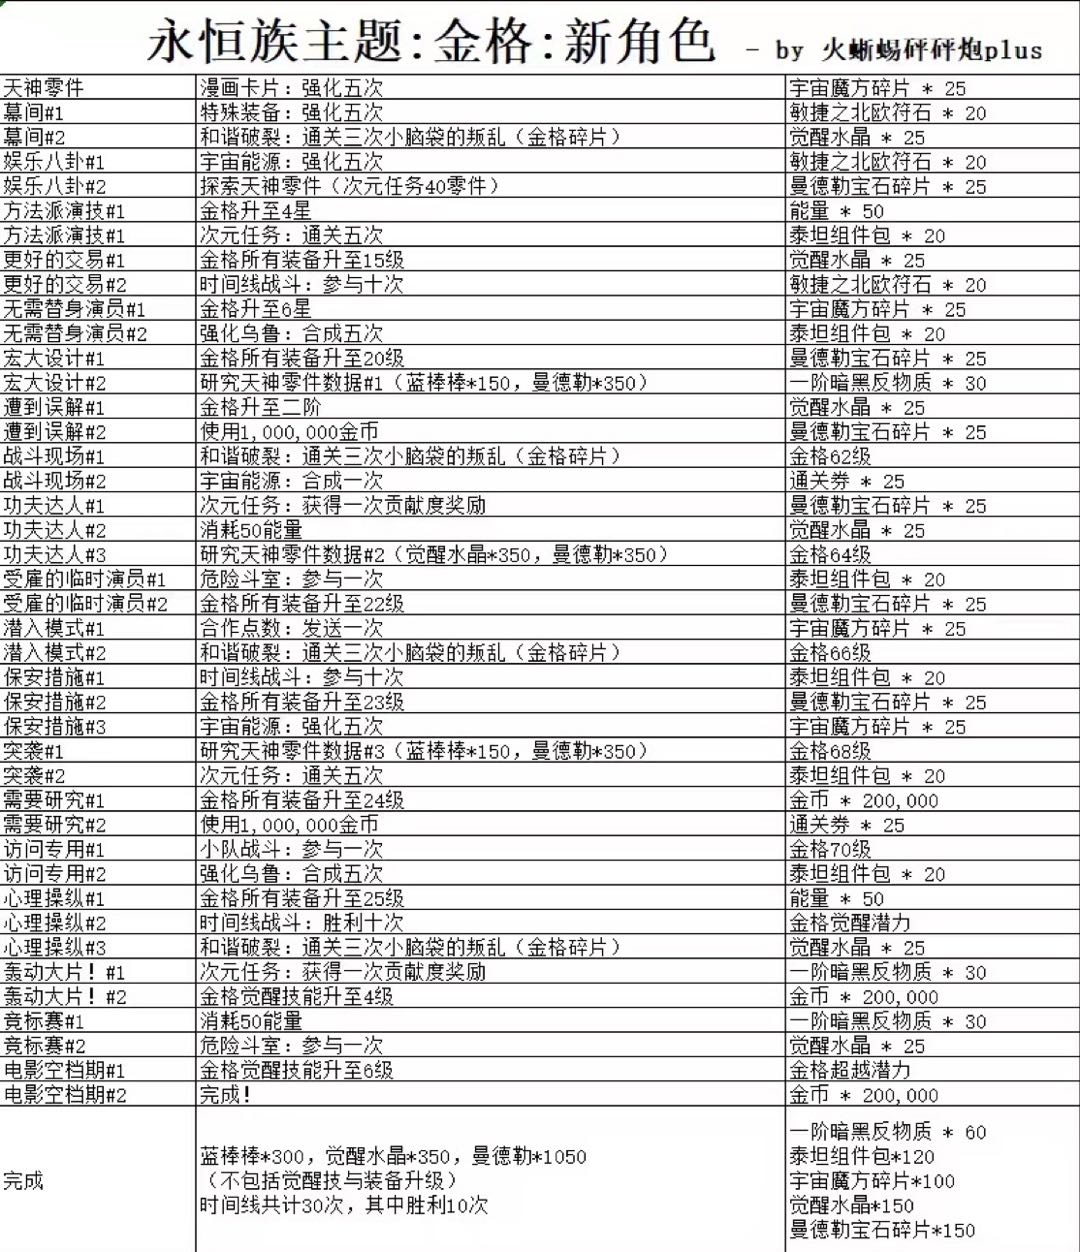 永恒族主题:金格:新角色 - by 火蜥蜴砰砰炮plus
天神零件 漫画卡片：强化五次 宇宙魔方碎片 * 25
幕间#1 特殊装备：强化五次 敏捷之北欧符石 * 20
幕间#2 和谐破裂：通关三次小脑袋的叛乱（金格碎片） 觉醒水晶 * 25
娱乐八卦#1 宇宙能源：强化五次 敏捷之北欧符石 * 20
娱乐八卦#2 探索天神零件（次元任务40零件） 曼德勒宝石碎片 * 25
方法派演技#1 金格升至4星 能量 * 50
方法派演技#1 次元任务：通关五次 泰坦组件包 * 20
更好的交易#1 金格所有装备升至15级 觉醒水晶 * 25
更好的交易#2 时间线战斗：参与十次 敏捷之北欧符石 * 20
无需替身演员#1 金格升至6星 宇宙魔方碎片 * 25
无需替身演员#2 强化乌鲁：合成五次 泰坦组件包 * 20
宏大设计#1 金格所有装备升至20级 曼德勒宝石碎片 * 25
宏大设计#2 研究天神零件数据#1（蓝棒棒*150，曼德勒*350） 一阶暗黑反物质 * 30
遭到误解#1 金格升至二阶 觉醒水晶 * 25
遭到误解#2 使用1,000,000金币 曼德勒宝石碎片 * 25
战斗现场#1 和谐破裂：通关三次小脑袋的叛乱（金格碎片） 金格62级
战斗现场#2 宇宙能源：合成一次 通关券 * 25
功夫达人#1 次元任务：获得一次贡献度奖励 曼德勒宝石碎片 * 25
功夫达人#2 消耗50能量 觉醒水晶 * 25
功夫达人#3 研究天神零件数据#2（觉醒水晶*350，曼德勒*350） 金格64级
受雇的临时演员#1 危险斗室：参与一次 泰坦组件包 * 20
受雇的临时演员#2 金格所有装备升至22级 曼德勒宝石碎片 * 25
潜入模式#1 合作点数：发送一次 宇宙魔方碎片 * 25
潜入模式#2 和谐破裂：通关三次小脑袋的叛乱（金格碎片） 金格66级
保安措施#1 时间线战斗：参与十次 泰坦组件包 * 20
保安措施#2 金格所有装备升至23级 曼德勒宝石碎片 * 25
保安措施#3 宇宙能源：强化五次 宇宙魔方碎片 * 25
突袭#1 研究天神零件数据#3（蓝棒棒*150，曼德勒*350） 金格68级
突袭#2 次元任务：通关五次 泰坦组件包 * 20
需要研究#1 金格所有装备升至24级 金币 * 200,000
需要研究#2 使用1,000,000金币 通关券 * 25
访问专用#1 小队战斗：参与一次 金格70级
访问专用#2 强化乌鲁：合成五次 泰坦组件包 * 20
心理操纵#1 金格所有装备升至25级 能量 * 50
心理操纵#2 时间线战斗：胜利十次 金格觉醒潜力
心理操纵#3 和谐破裂：通关三次小脑袋的叛乱（金格碎片） 觉醒水晶 * 25
轰动大片！#1 次元任务：获得一次贡献度奖励 一阶暗黑反物质 * 30
轰动大片！#2 金格觉醒技能升至4级 金币 * 200,000
竞标赛#1 消耗50能量 一阶暗黑反物质 * 30
竞标赛#2 危险斗室：参与一次 觉醒水晶 * 25
电影空档期#1 金格觉醒技能升至6级 金格超越潜力
电影空档期#2 完成！ 金币 * 200,000
完成
蓝棒棒*300，觉醒水晶*350，曼德勒*1050
（不包括觉醒技与装备升级）
时间线共计30次，其中胜利10次
一阶暗黑反物质 * 60
泰坦组件包*120
宇宙魔方碎片*100
觉醒水晶*150
曼德勒宝石碎片*150